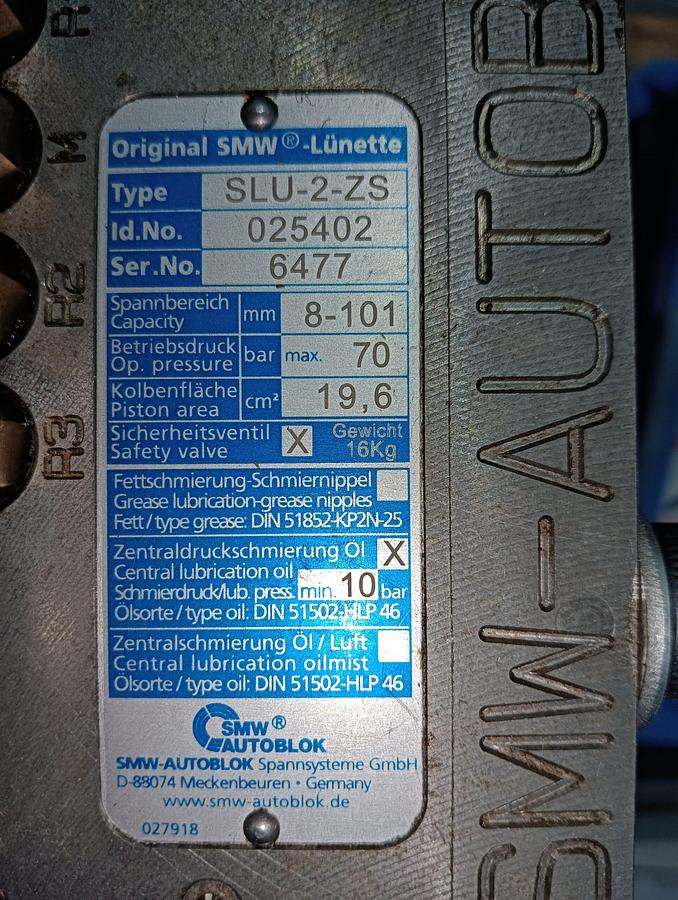 Original SMW®-Lünette
Type SLU-2-ZS
Id.No. 025402
Ser.No. 6477
Spannbereich
Capacity mm 8-101
Betriebsdruck
Op. pressure bar max. 70
Kolbenfläche
Piston area cm² 19,6
Sicherheitsventil
Safety valve X Gewicht
16Kg
Fettschmierung-Schmiernippel
Grease lubrication-grease nipples
Fett/type grease: DIN 51852-KP2N-25
Zentraldruckschmierung Öl X
Central lubrication oil
Schmierdruck/lub. press. min. 10 bar
Ölsorte/type oil: DIN 51502-HLP 46
Zentralschmierung Öl / Luft
Central lubrication oilmist
Ölsorte/type oil: DIN 51502-HLP 46
SMW®
AUTOBLOK
SMW-AUTOBLOK Spannsysteme GmbH
D-88074 Meckenbeuren • Germany
www.smw-autoblok.de
027918
M
R2
R3
SMW-AUTOB